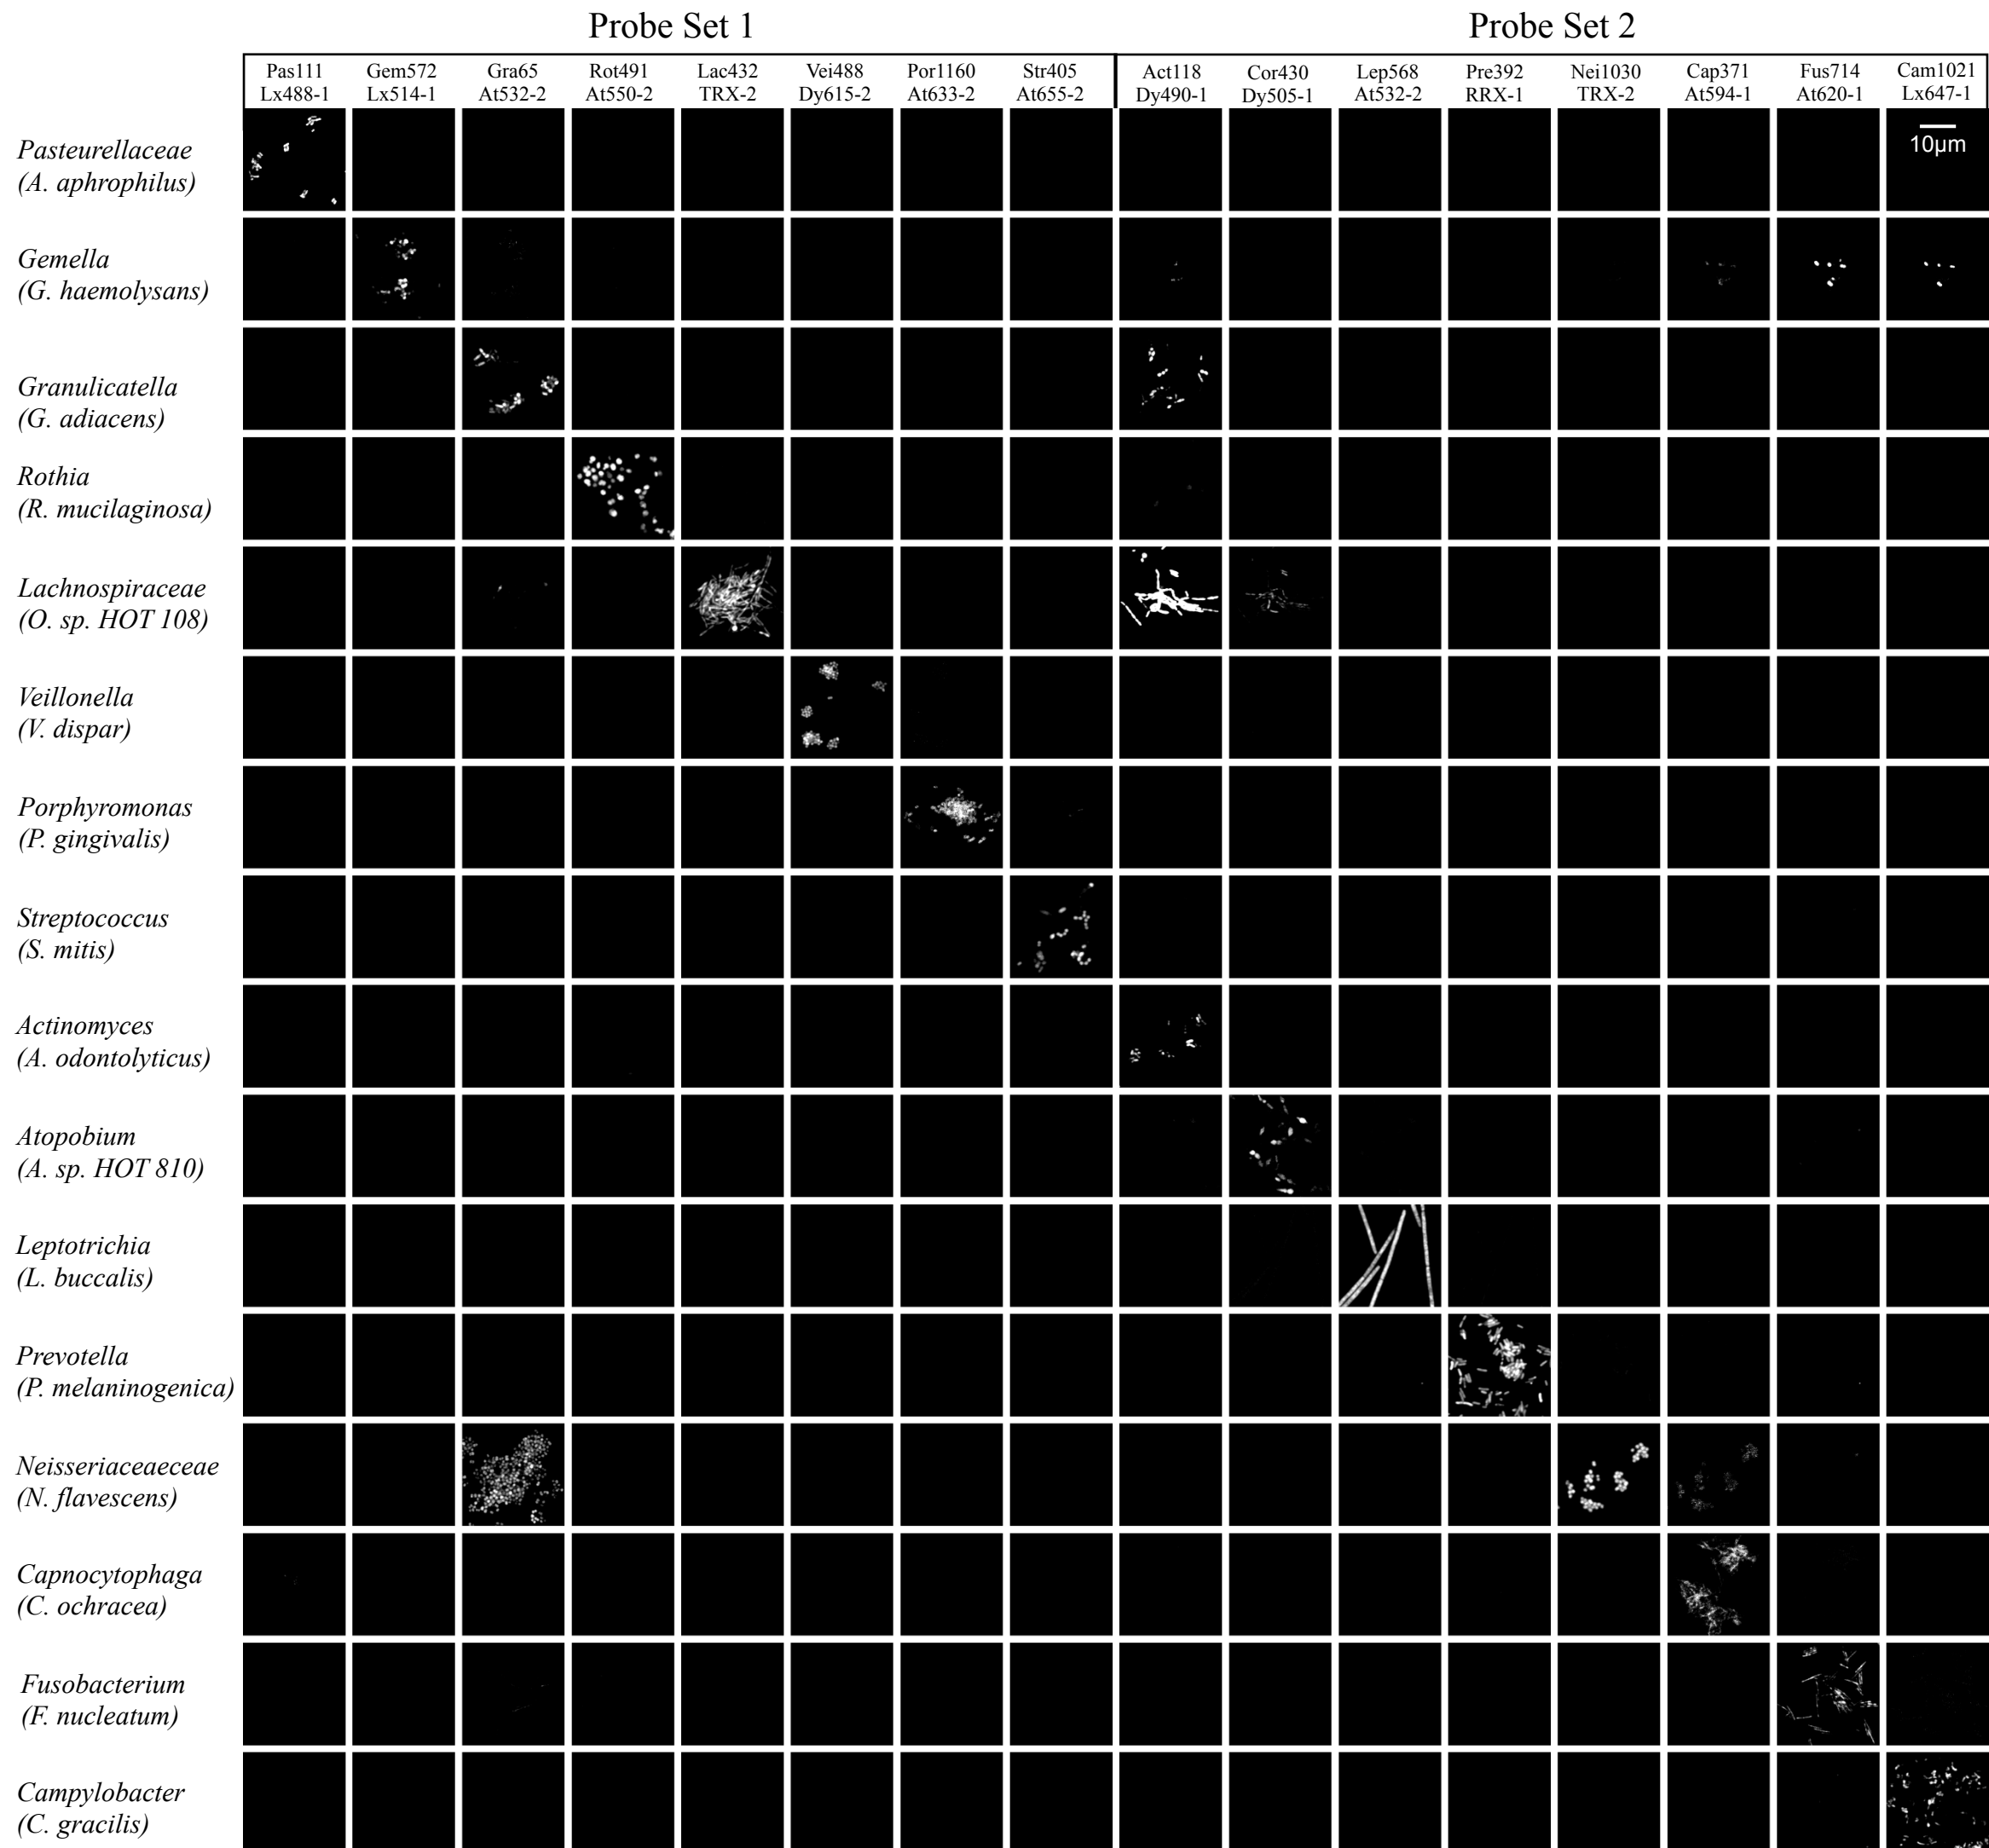 Probe Set 1 Probe Set 2
Pas111 Gem572 Gra65 Rot491 Lac432 Vei488 Por1160 Str405 Act118 Cor430 Lep568 Pre392 Nei1030 Cap371 Fus714 Cam1021
Lx488-1 Lx514-1 At532-2 At550-2 TRX-2 Dy615-2 At633-2 At655-2 Dy490-1 Dy505-1 At532-2 RRX-1 TRX-2 At594-1 At620-1 Lx647-1
10µm
Pasteurellaceae
(A. aphrophilus)
Gemella
(G. haemolysans)
Granulicatella
(G. adiacens)
Rothia
(R. mucilaginosa)
Lachnospiraceae
(O. sp. HOT 108)
Veillonella
(V. dispar)
Porphyromonas
(P. gingivalis)
Streptococcus
(S. mitis)
Actinomyces
(A. odontolyticus)
Atopobium
(A. sp. HOT 810)
Leptotrichia
(L. buccalis)
Prevotella
(P. melaninogenica)
Neisseriaceaeceae
(N. flavescens)
Capnocytophaga
(C. ochracea)
Fusobacterium
(F. nucleatum)
Campylobacter
(C. gracilis)